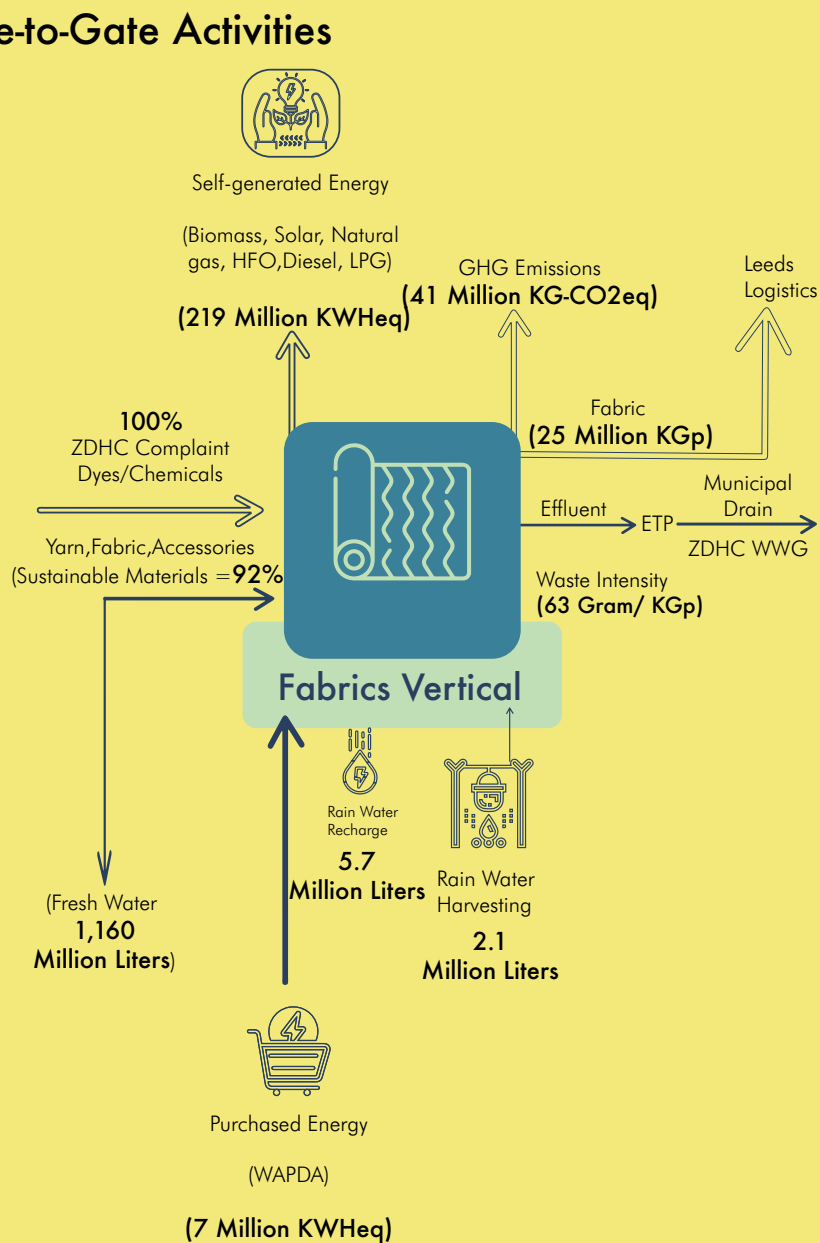 e-to-Gate Activities
Self-generated Energy
(Biomass, Solar, Natural
gas, HFO,Diesel, LPG)
(219 Million KWHeq)
GHG Emissions
(41 Million KG-CO2eq)
Leeds
Logistics
100%
ZDHC Complaint
Dyes/Chemicals
Fabric
(25 Million KGp)
Yarn,Fabric,Accessories
(Sustainable Materials =92%
Effluent
ETP
Municipal
Drain
ZDHC WWG
Waste Intensity
(63 Gram/ KGp)
Fabrics Vertical
Rain Water
Recharge
5.7
Million Liters
Rain Water
Harvesting
2.1
Million Liters
(Fresh Water
1,160
Million Liters)
Purchased Energy
(WAPDA)
(7 Million KWHeq)